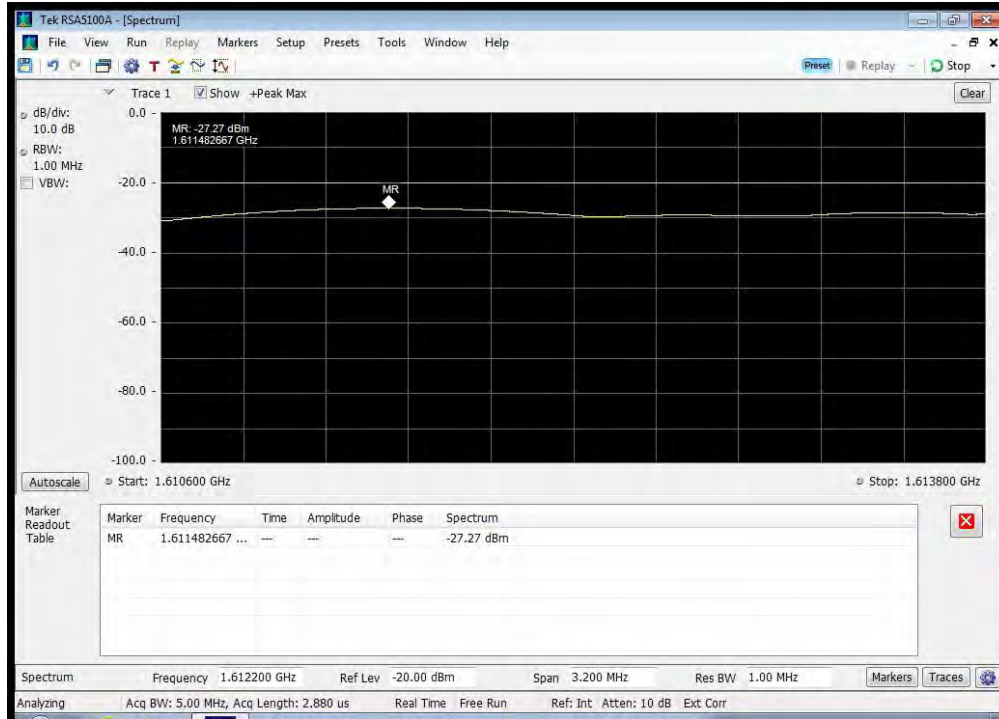 Tek RSA5100A - [Spectrum]
File View Run Replay Markers Setup Presets Tools Window Help
T Preset Replay Stop
Trace 1 Show +Peak Max Clear
dB/div:
10.0 dB
RBW:
1.00 MHz
VBW:
0.0
-20.0
-40.0
-60.0
-80.0
-100.0
MR: -27.27 dBm
1.611482667 GHz
MR
Autoscale Start: 1.610600 GHz Stop: 1.613800 GHz
Marker
Readout
Table
Marker Frequency Time Amplitude Phase Spectrum
MR 1.611482667 ... --- --- --- -27.27 dBm
Spectrum Frequency 1.612200 GHz Ref Lev -20.00 dBm Span 3.200 MHz Res BW 1.00 MHz Markers Traces
Analyzing Acq BW: 5.00 MHz, Acq Length: 2.880 us Real Time Free Run Ref: Int Atten: 10 dB Ext Corr